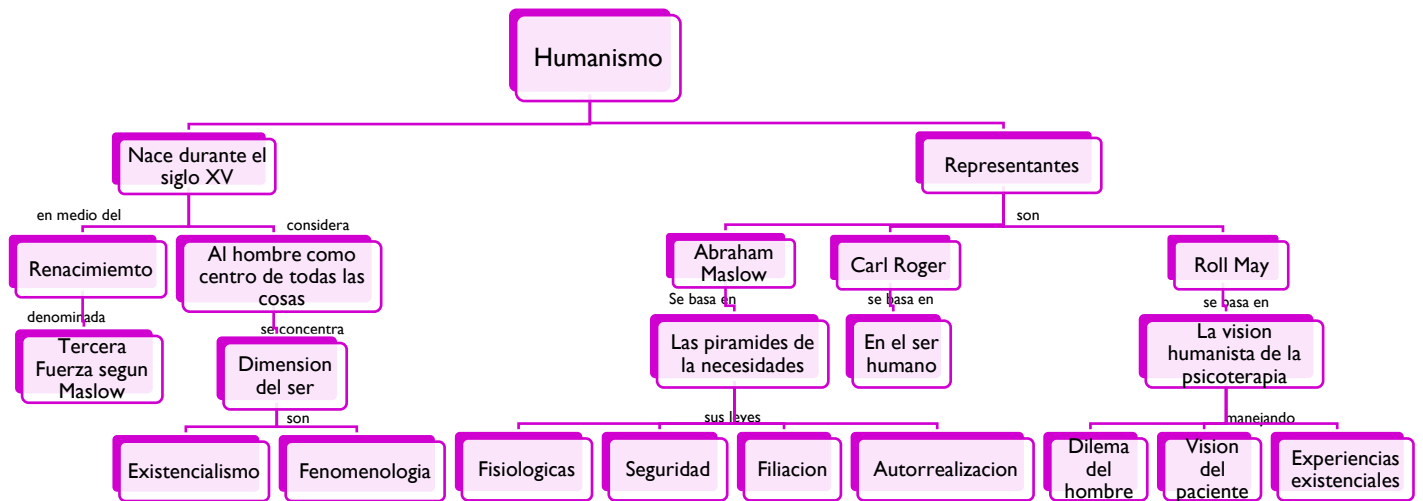 Humanismo
Nace durante el
siglo XV
Representantes
en medio del
considera
son
Renacimiemto
Al hombre como
centro de todas las
cosas
Abraham
Maslow
Carl Roger
Roll May
denominada
se concentra
Se basa en
se basa en
se basa en
Tercera
Fuerza segun
Maslow
Dimension
del ser
Las piramides de
la necesidades
En el ser
humano
La vision
humanista de la
psicoterapia
son
sus leyes
manejando
Existencialismo
Fenomenologia
Fisiologicas
Seguridad
Filiacion
Autorrealizacion
Dilema
del
hombre
Vision
del
paciente
Experiencias
existenciales